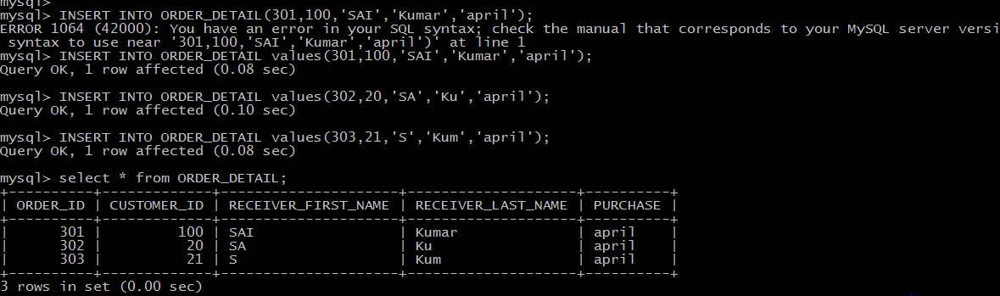 mysql>
mysql> INSERT INTO ORDER_DETAIL(301,100,'SAI','Kumar','april');
ERROR 1064 (42000): You have an error in your SQL syntax; check the manual that corresponds to your MySQL server versi
 syntax to use near '301,100,'SAI','Kumar','april')' at line 1
mysql> INSERT INTO ORDER_DETAIL values(301,100,'SAI','Kumar','april');
Query OK, 1 row affected (0.08 sec)
mysql> INSERT INTO ORDER_DETAIL values(302,20,'SA','Ku','april');
Query OK, 1 row affected (0.10 sec)
mysql> INSERT INTO ORDER_DETAIL values(303,21,'S','Kum','april');
Query OK, 1 row affected (0.08 sec)
mysql> select * from ORDER_DETAIL;
+----------+-------------+---------------------+--------------------+----------+
| ORDER_ID | CUSTOMER_ID | RECEIVER_FIRST_NAME | RECEIVER_LAST_NAME | PURCHASE |
+----------+-------------+---------------------+--------------------+----------+
|      301 |         100 | SAI                 | Kumar              | april    |
|      302 |          20 | SA                  | Ku                 | april    |
|      303 |          21 | S                   | Kum                | april    |
+----------+-------------+---------------------+--------------------+----------+
3 rows in set (0.00 sec)